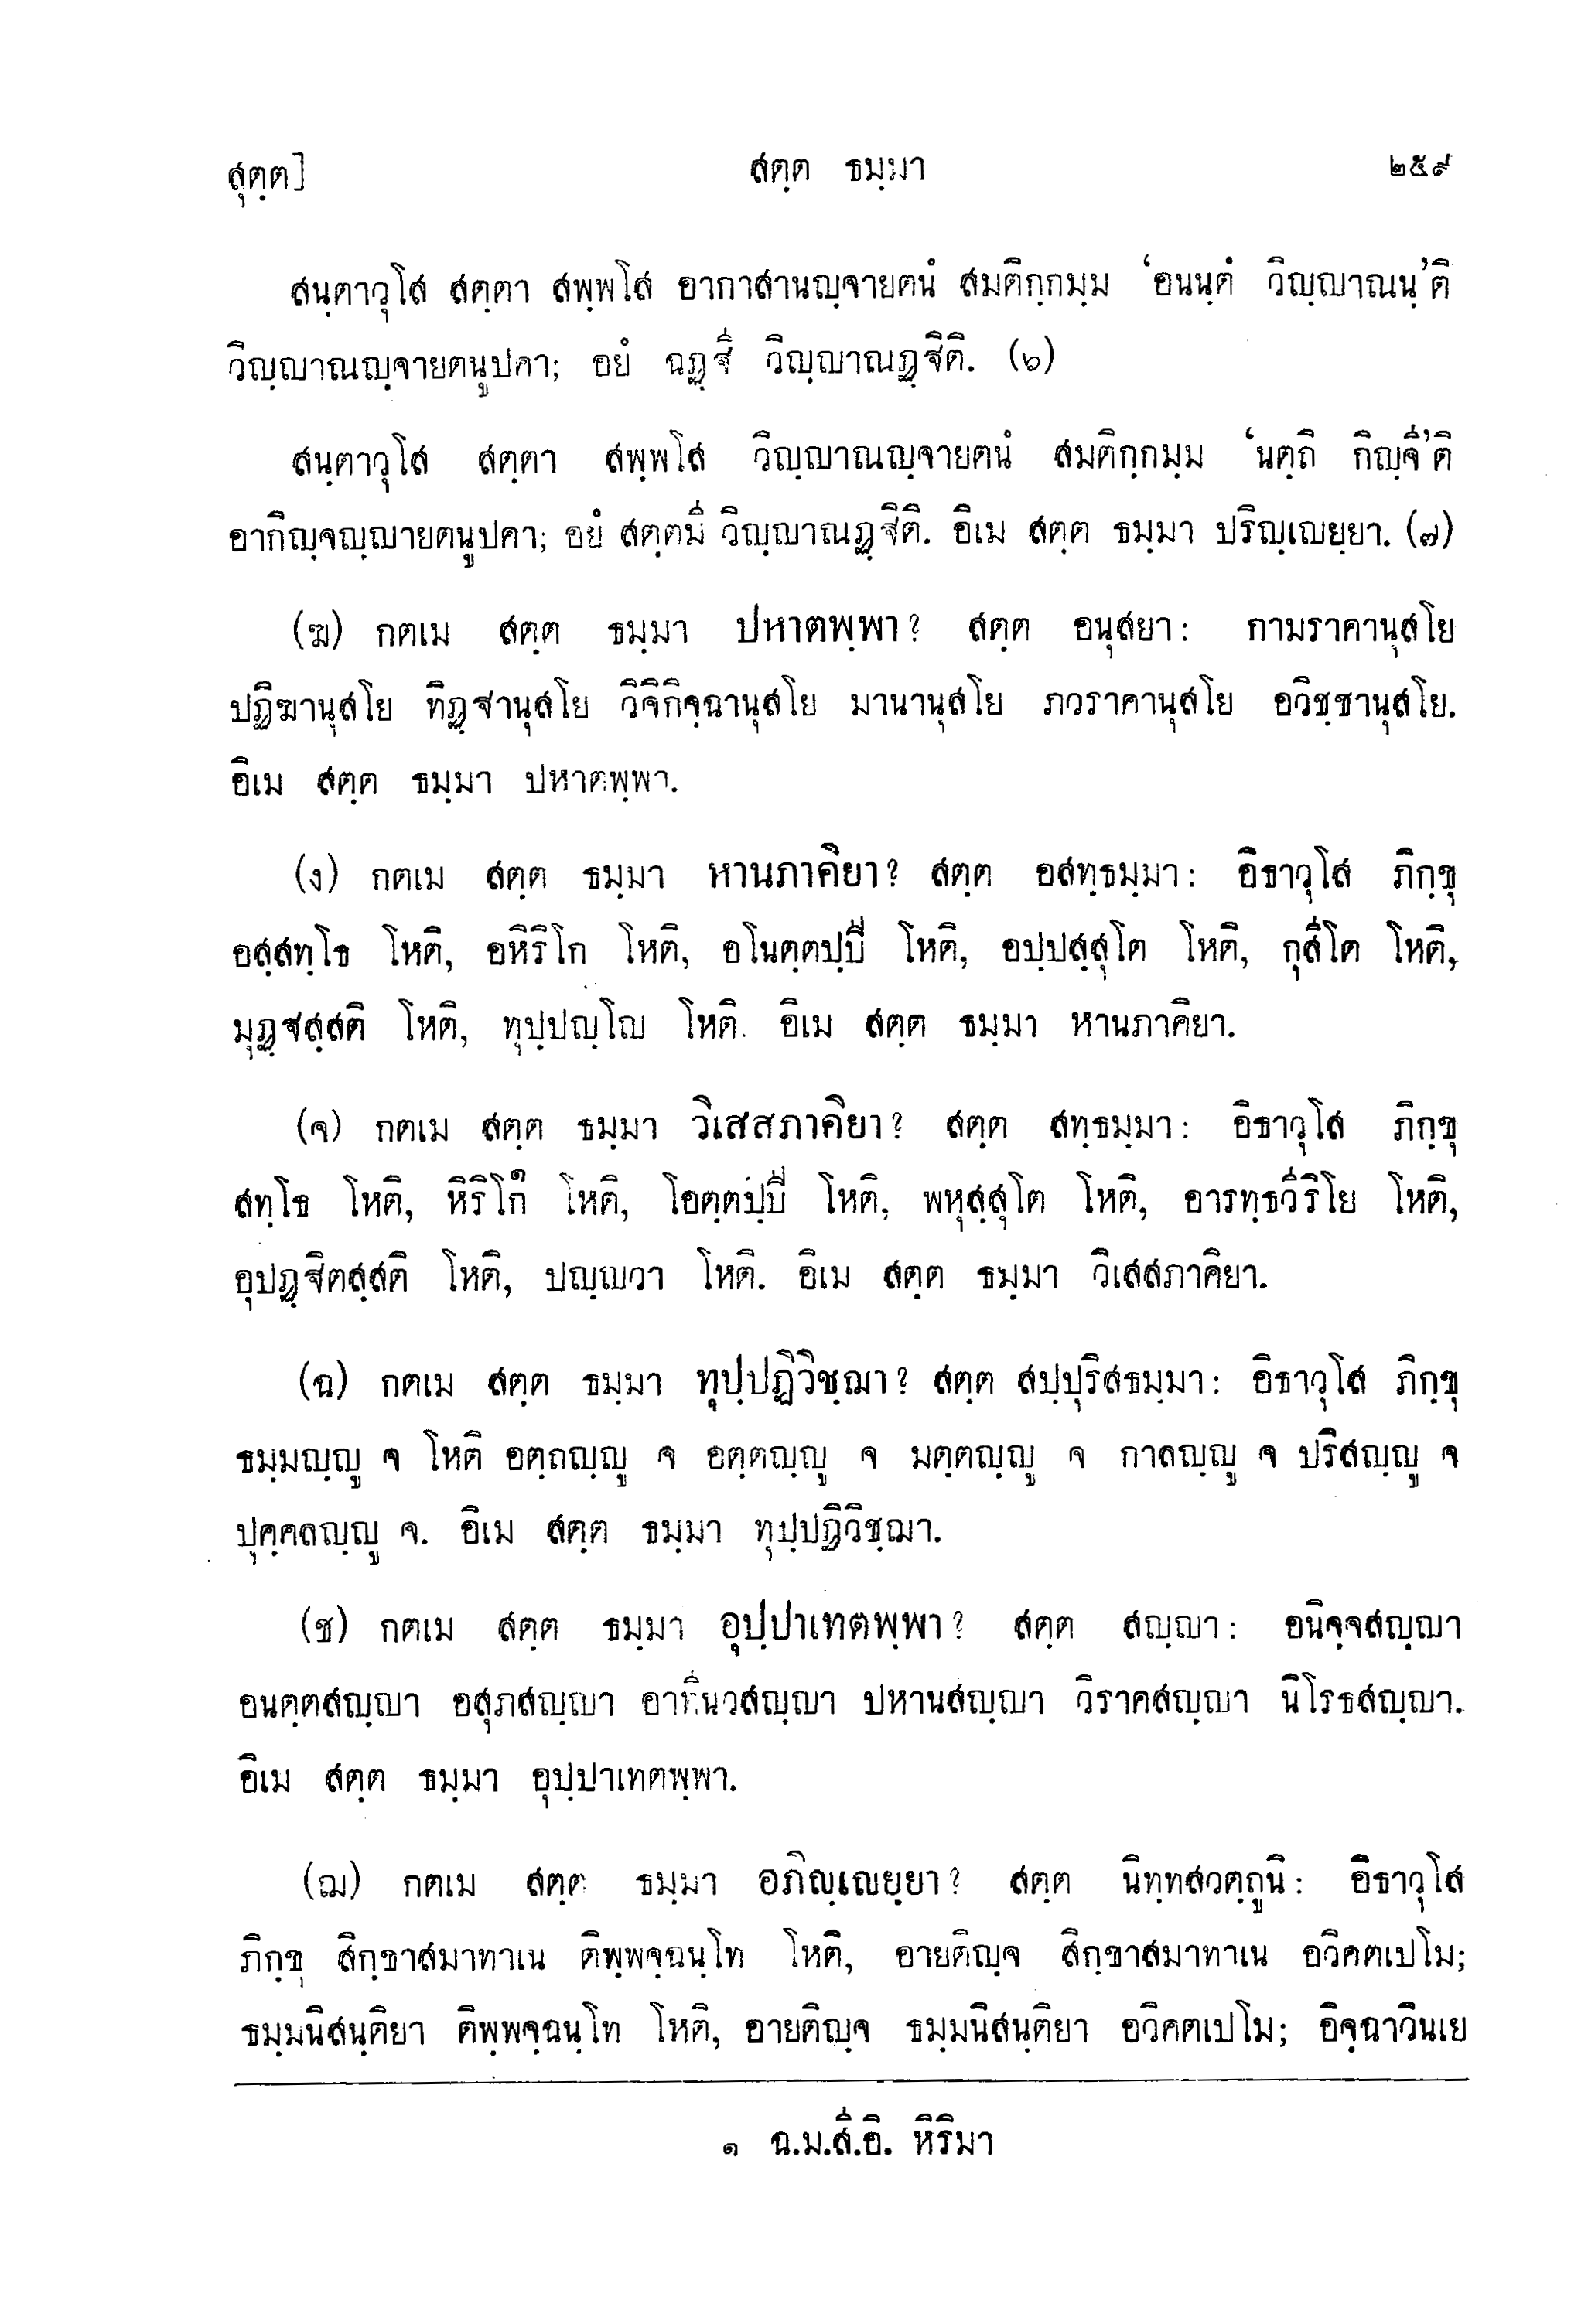 สุตฺต]
สตฺต ธมฺมา
๒๕๙
สนฺตาวุโส สตฺตา สพฺพโส อากาสานญฺจายตนํ สมติกฺกมฺม ‘อนนฺตํ วิญฺญาณนฺ’ติ
วิญฺญาณญฺจายตนูปคา; อยํ ฉฏฺฐี วิญฺญาณฏฺฐิติ. (๖)
สนฺตาวุโส สตฺตา สพฺพโส วิญฺญาณญฺจายตนํ สมติกฺกมฺม ‘นตฺถิ กิญฺจี’ติ
อากิญฺจญฺญายตนูปคา; อยํ สตฺตมี วิญฺญาณฏฺฐิติ. อิเม สตฺต ธมฺมา ปริญฺเญยฺยา. (๗)
(ฆ) กตเม สตฺต ธมฺมา ปหาตพฺพา? สตฺต อนุสยา: กามราคานุสโย
ปฏิฆานุสโย ทิฏฺฐานุสโย วิจิกิจฺฉานุสโย มานานุสโย ภวราคานุสโย อวิชฺชานุสโย.
อิเม สตฺต ธมฺมา ปหาตพฺพา.
(ง) กตเม สตฺต ธมฺมา หานภาคิยา? สตฺต อสทฺธมฺมา: อิธาวุโส ภิกฺขุ
อสฺสทฺโธ โหติ, อหิริโก โหติ, อโนตฺตปฺปี โหติ, อปฺปสฺสุโต โหติ, กุสีโต โหติ,
มุฏฺฐสฺสติ โหติ, ทุปฺปญฺโญ โหติ. อิเม สตฺต ธมฺมา หานภาคิยา.
(จ) กตเม สตฺต ธมฺมา วิเสสภาคิยา? สตฺต สทฺธมฺมา: อิธาวุโส ภิกฺขุ
สทฺโธ โหติ, หิริโก๑ โหติ, โอตฺตปฺปี โหติ, พหุสฺสุโต โหติ, อารทฺธวีริโย โหติ,
อุปฏฺฐิตสฺสติ โหติ, ปญฺญวา โหติ. อิเม สตฺต ธมฺมา วิเสสภาคิยา.
(ฉ) กตเม สตฺต ธมฺมา ทุปฺปฏิวิชฺฌา? สตฺต สปฺปุริสธมฺมา: อิธาวุโส ภิกฺขุ
ธมฺมญฺญู จ โหติ อตฺถญฺญู จ อตฺตญฺญู จ มตฺตญฺญู จ กาลญฺญู จ ปริสญฺญู จ
ปุคฺคลญฺญู จ. อิเม สตฺต ธมฺมา ทุปฺปฏิวิชฺฌา.
(ช) กตเม สตฺต ธมฺมา อุปฺปาเทตพฺพา? สตฺต สญฺญา: อนิจฺจสญฺญา
อนตฺตสญฺญา อสุภสญฺญา อาทีนวสญฺญา ปหานสญฺญา วิราคสญฺญา นิโรธสญฺญา.
อิเม สตฺต ธมฺมา อุปฺปาเทตพฺพา.
(ฌ) กตเม สตฺต ธมฺมา อภิญฺเญยฺยา? สตฺต นิทฺทสวตฺถูนิ: อิธาวุโส
ภิกฺขุ สิกฺขาสมาทาเน ติพฺพจฺฉนฺโท โหติ, อายติญฺจ สิกฺขาสมาทาเน อวิคตเปโม;
ธมฺมนิสนฺติยา ติพฺพจฺฉนฺโท โหติ, อายติญฺจ ธมฺมนิสนฺติยา อวิคตเปโม; อิจฺฉาวินเย
๑ ฉ.ม.สี.อิ. หิริมา